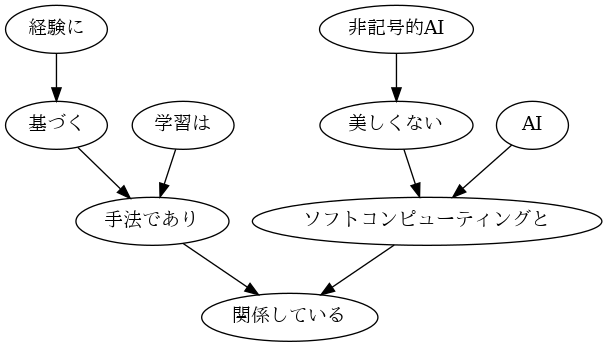 経験に
非記号的AI
基づく
学習は
美しくない
AI
手法であり
ソフトコンピューティングと
関係している